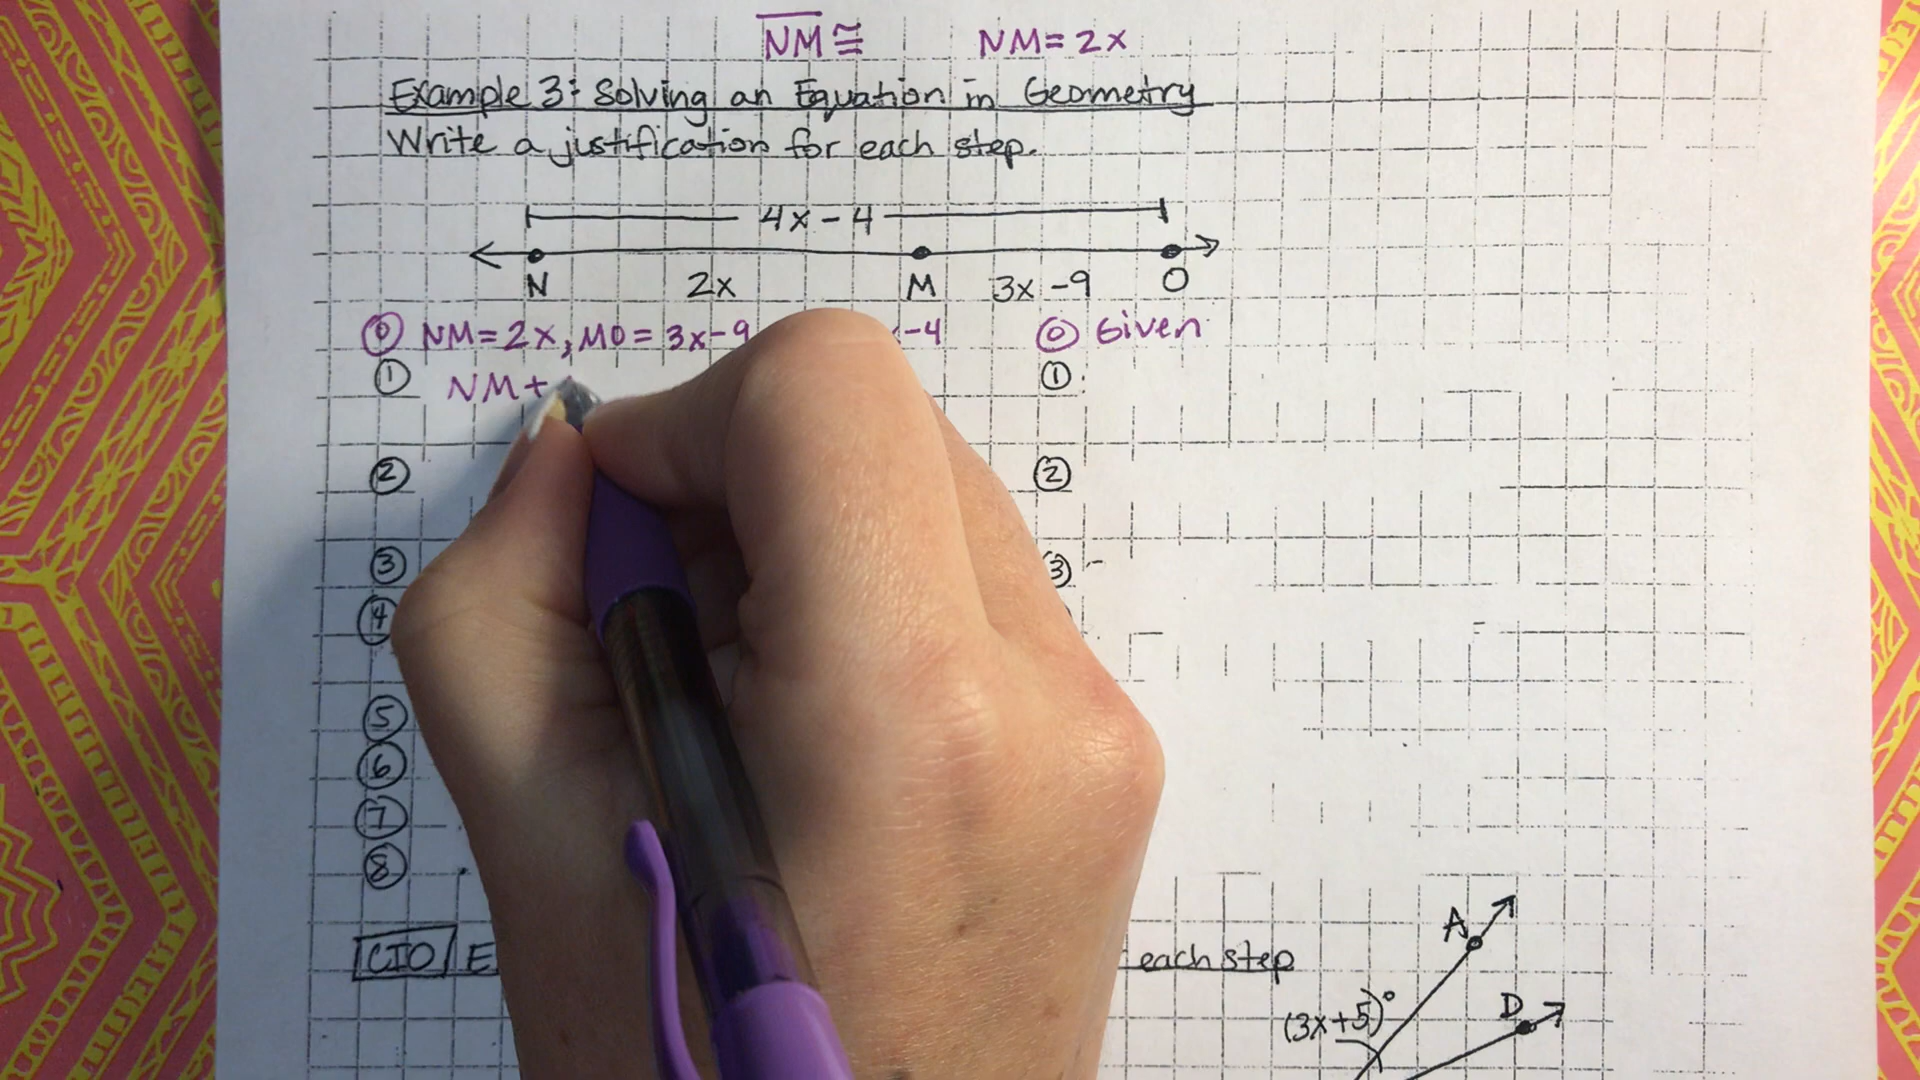 NM ≅ NM = 2x
Example 3: Solving an Equation in Geometry
Write a justification for each step.
4x - 4
N 2x M 3x - 9 O
⓪ NM = 2x, MO = 3x - 9 -4 ⓪ Given
① NM + ①
② ②
③ ③
④
⑤
⑥
⑦
⑧
CIO each step
A
D
(3x+5)°